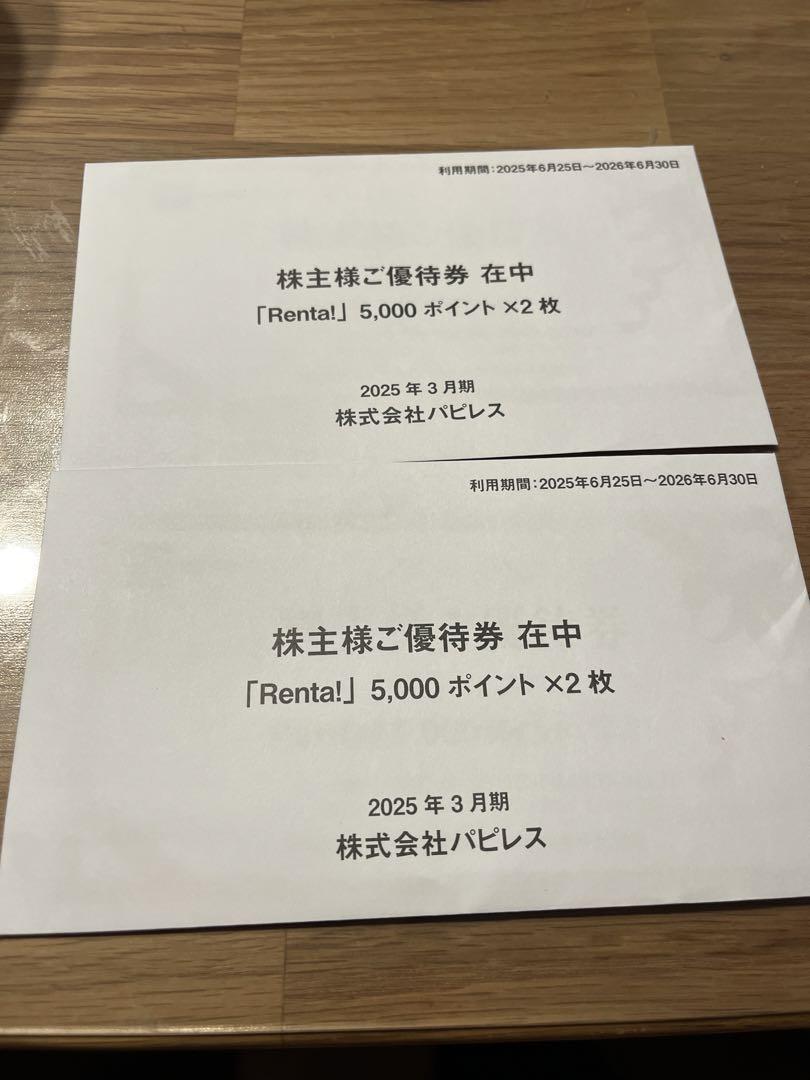 利用期間：2025年6月25日～2026年6月30日
株主様ご優待券 在中
「Renta!」 5,000 ポイント ×2 枚
2025 年 3 月期
株式会社パピレス
利用期間：2025年6月25日～2026年6月30日
株主様ご優待券 在中
「Renta!」 5,000 ポイント ×2 枚
2025 年 3 月期
株式会社パピレス